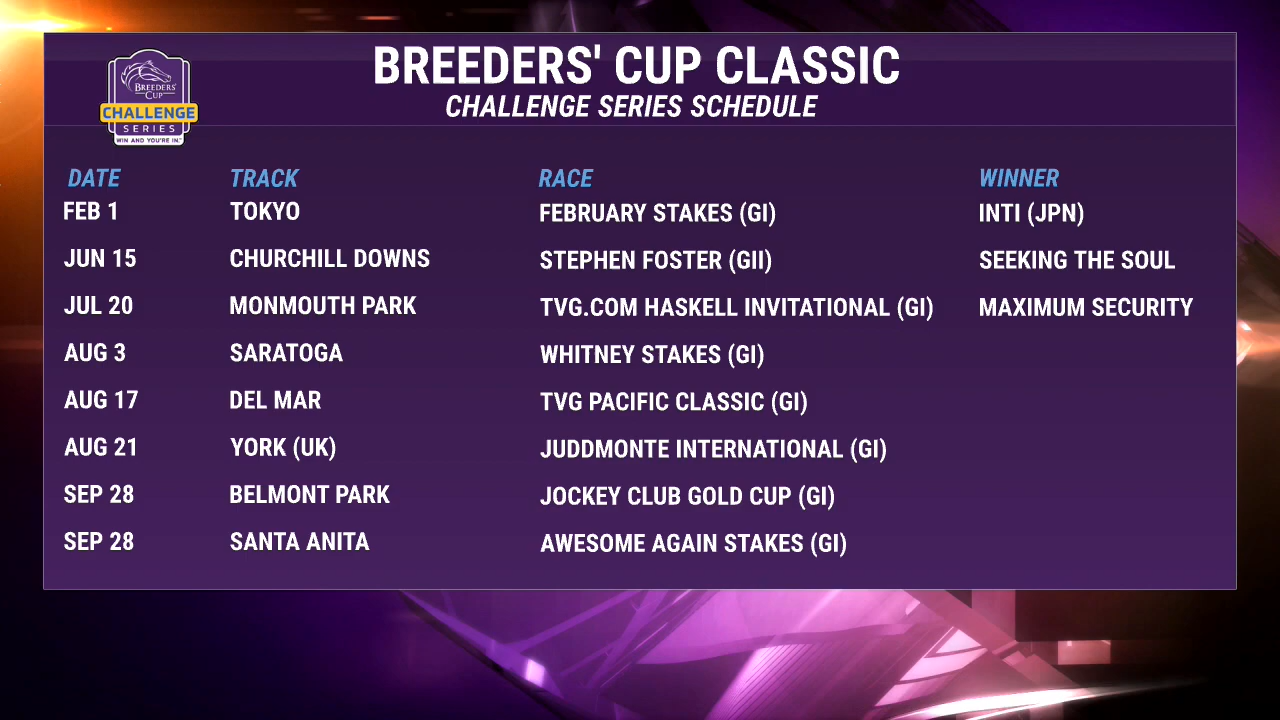 BREEDERS' CUP CLASSIC
CHALLENGE SERIES SCHEDULE
BREEDERS'
CUP
CHALLENGE
SERIES
WIN AND YOU'RE IN
DATE TRACK RACE WINNER
FEB 1 TOKYO FEBRUARY STAKES (GI) INTI (JPN)
JUN 15 CHURCHILL DOWNS STEPHEN FOSTER (GII) SEEKING THE SOUL
JUL 20 MONMOUTH PARK TVG.COM HASKELL INVITATIONAL (GI) MAXIMUM SECURITY
AUG 3 SARATOGA WHITNEY STAKES (GI)
AUG 17 DEL MAR TVG PACIFIC CLASSIC (GI)
AUG 21 YORK (UK) JUDDMONTE INTERNATIONAL (GI)
SEP 28 BELMONT PARK JOCKEY CLUB GOLD CUP (GI)
SEP 28 SANTA ANITA AWESOME AGAIN STAKES (GI)